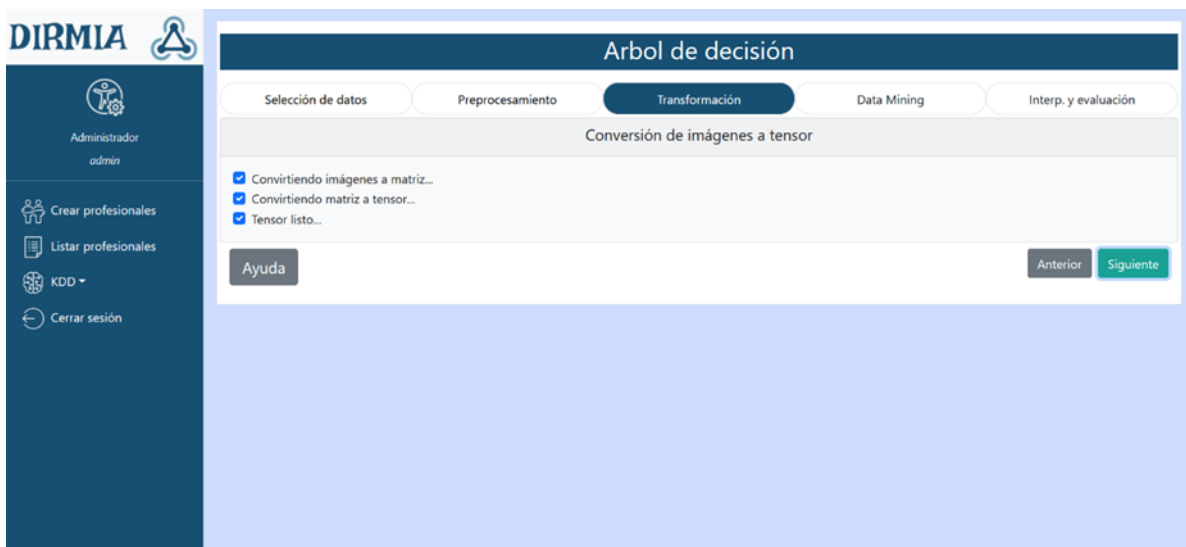 DIRMIA
Administrador
admin
Crear profesionales
Listar profesionales
KDD
Cerrar sesión
Arbol de decisión
Selección de datos
Preprocesamiento
Transformación
Data Mining
Interp. y evaluación
Conversión de imágenes a tensor
Convirtiendo imágenes a matriz...
Convirtiendo matriz a tensor...
Tensor listo...
Ayuda
Anterior
Siguiente